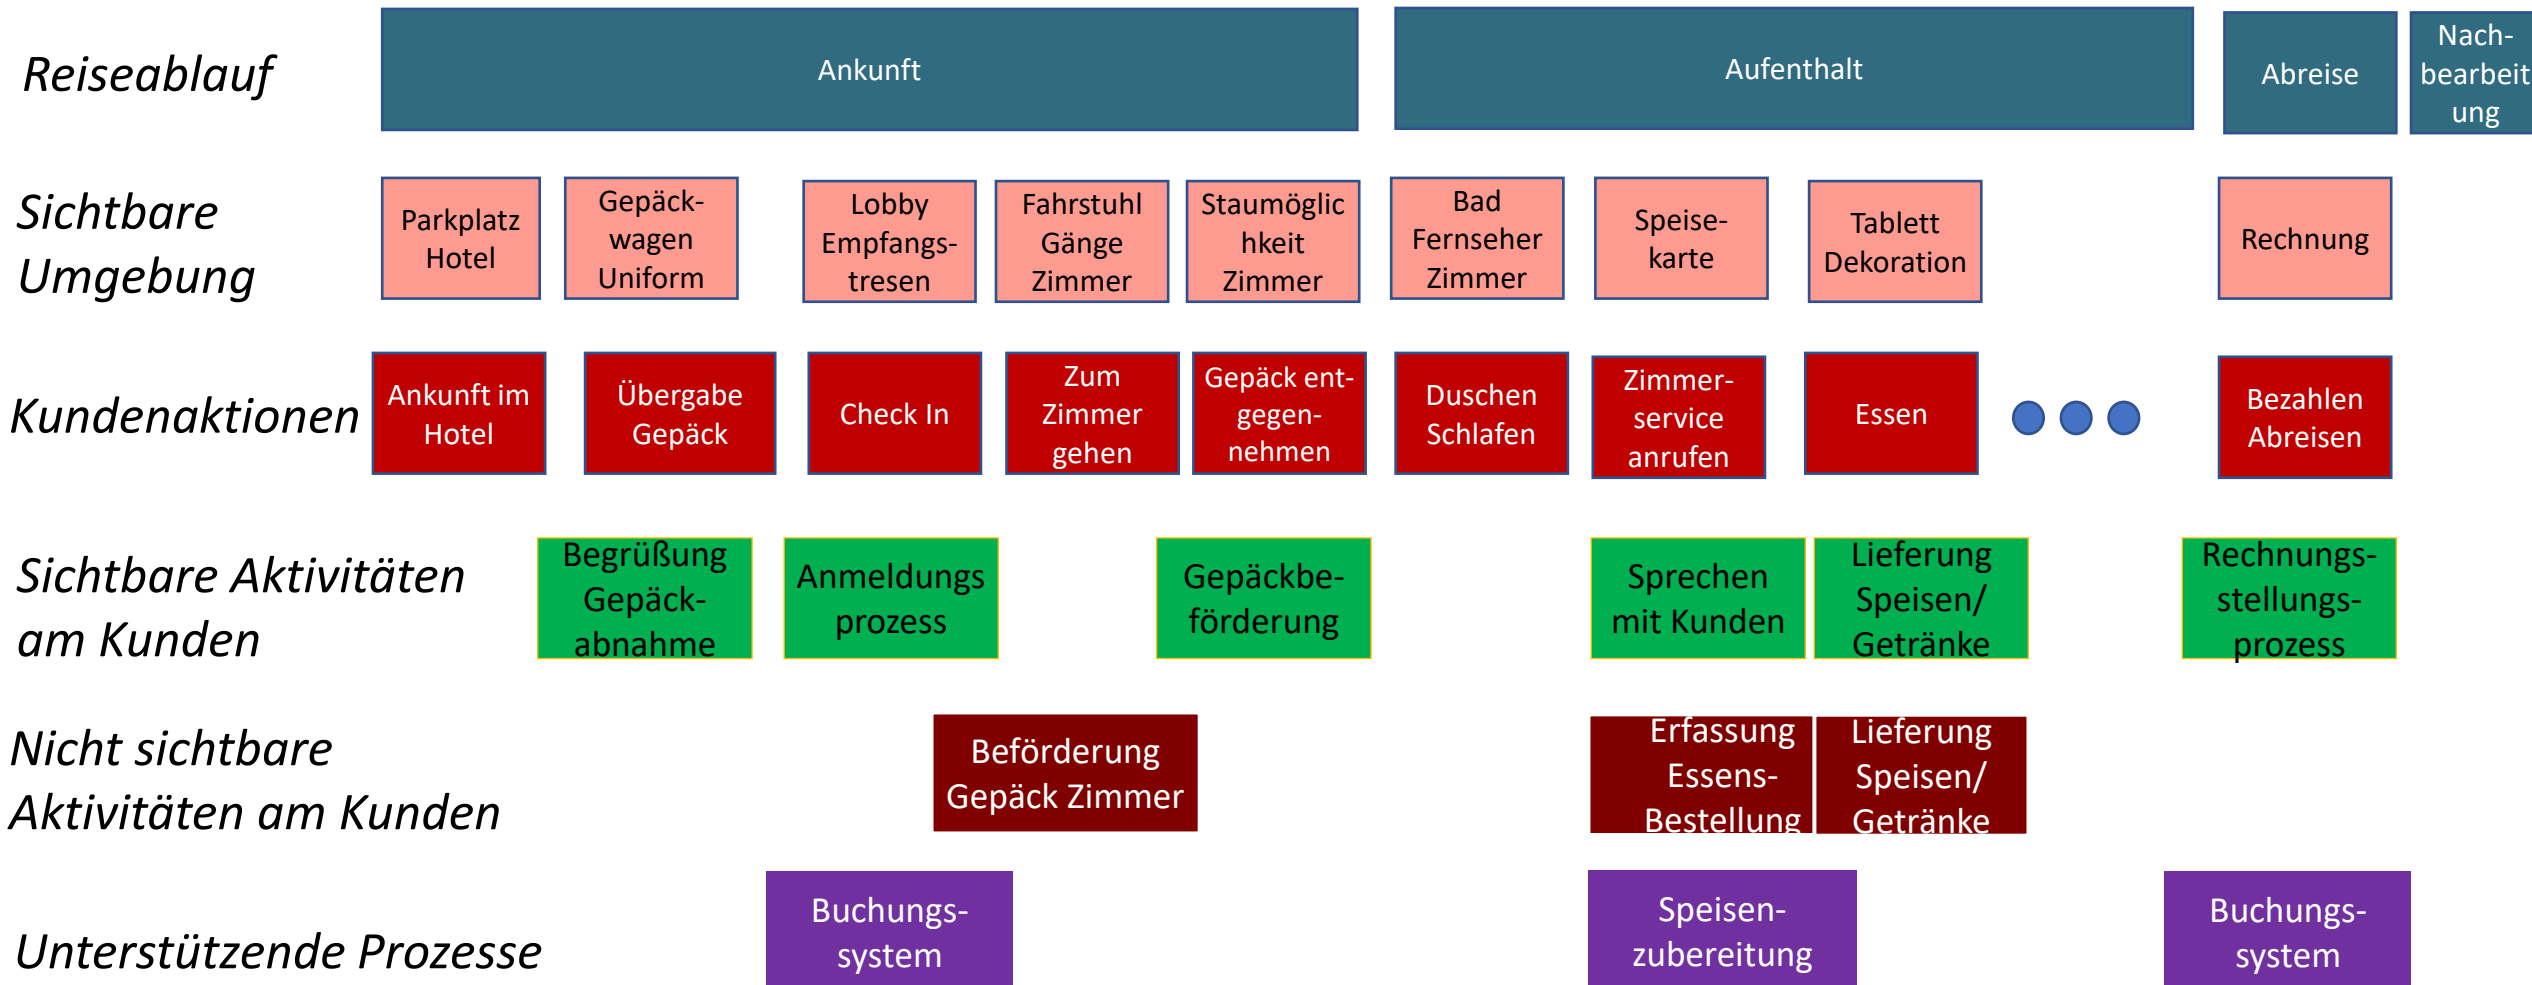 Reiseablauf
Ankunft
Aufenthalt
Abreise
Nach-
bearbeit
ung
Sichtbare
Umgebung
Parkplatz
Hotel
Gepäck-
wagen
Uniform
Lobby
Empfangs-
tresen
Fahrstuhl
Gänge
Zimmer
Staumöglic
hkeit
Zimmer
Bad
Fernseher
Zimmer
Speise-
karte
Tablett
Dekoration
Rechnung
Kundenaktionen
Ankunft im
Hotel
Übergabe
Gepäck
Check In
Zum
Zimmer
gehen
Gepäck ent-
gegen-
nehmen
Duschen
Schlafen
Zimmer-
service
anrufen
Essen
Bezahlen
Abreisen
Sichtbare Aktivitäten
am Kunden
Begrüßung
Gepäck-
abnahme
Anmeldungs
prozess
Gepäckbe-
förderung
Sprechen
mit Kunden
Lieferung
Speisen/
Getränke
Rechnungs-
stellungs-
prozess
Nicht sichtbare
Aktivitäten am Kunden
Beförderung
Gepäck Zimmer
Erfassung
Essens-
Bestellung
Lieferung
Speisen/
Getränke
Unterstützende Prozesse
Buchungs-
system
Speisen-
zubereitung
Buchungs-
system